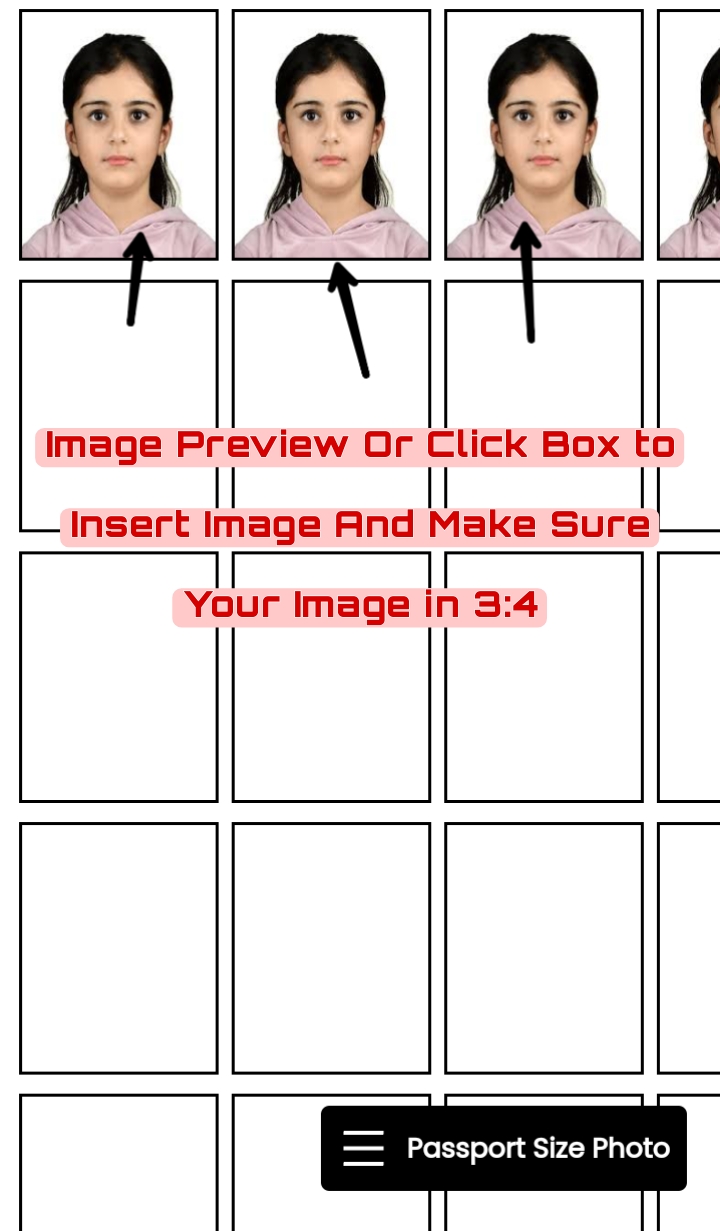 Image Preview Or Click Box to
Insert Image And Make Sure
Your Image in 3:4
Passport Size Photo